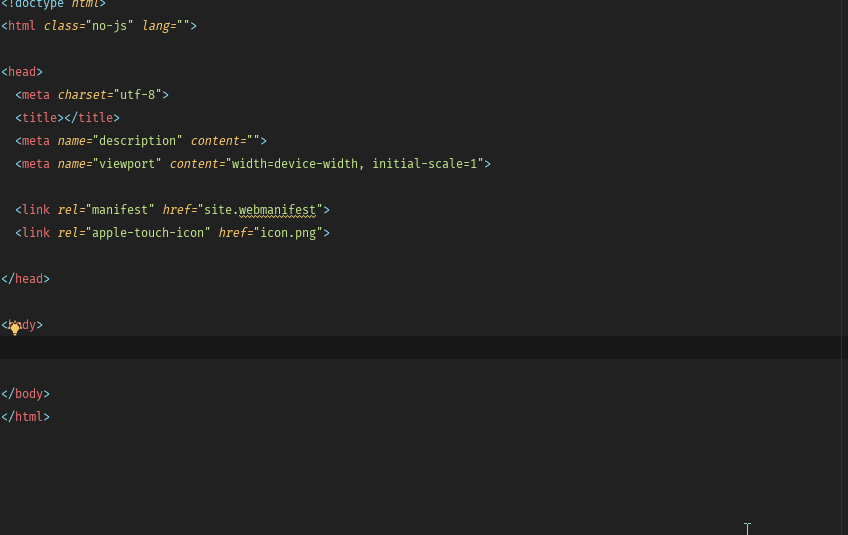 <!doctype html>
<html class="no-js" lang="">
<head>
<meta charset="utf-8">
<title></title>
<meta name="description" content="">
<meta name="viewport" content="width=device-width, initial-scale=1">
<link rel="manifest" href="site.webmanifest">
<link rel="apple-touch-icon" href="icon.png">
</head>
<body>
</body>
</html>